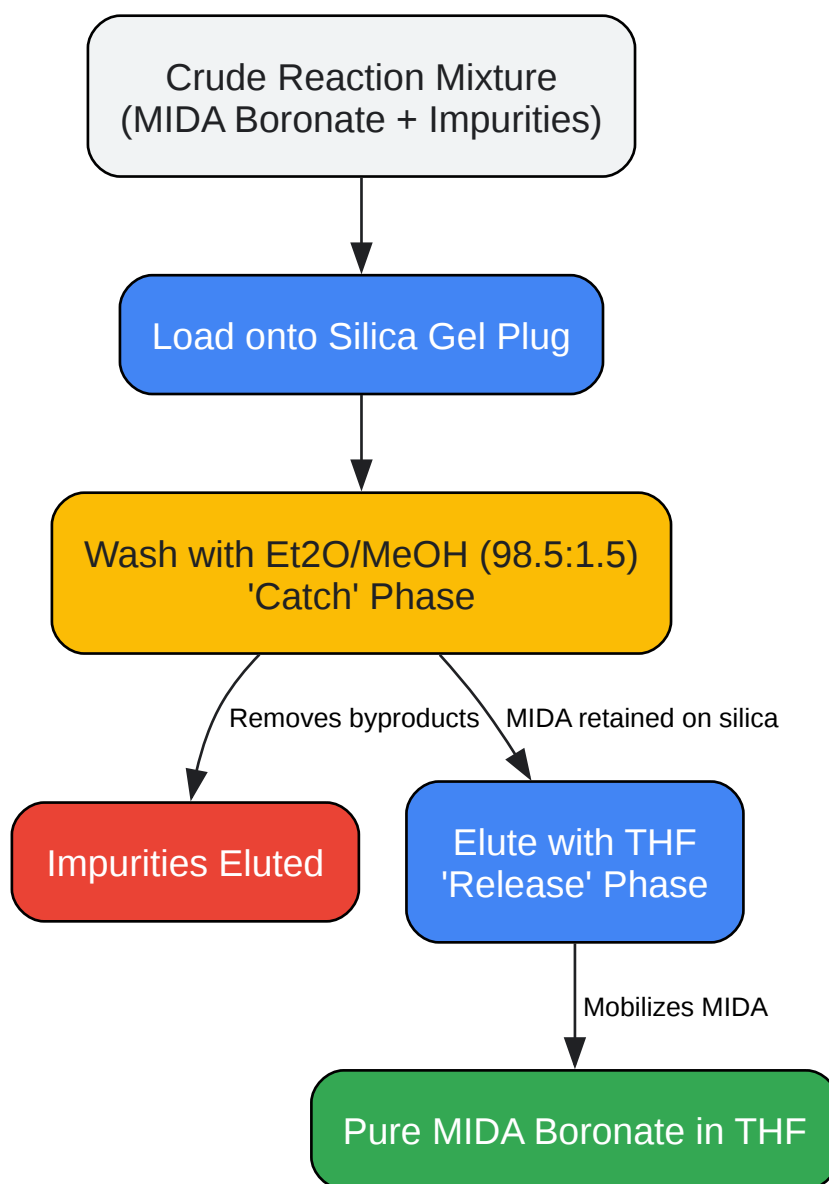 Crude Reaction Mixture
(MIDA Boronate + Impurities)
Load onto Silica Gel Plug
Wash with Et2O/MeOH (98.5:1.5)
'Catch' Phase
Removes byproducts
MIDA retained on silica
Impurities Eluted
Elute with THF
'Release' Phase
Mobilizes MIDA
Pure MIDA Boronate in THF